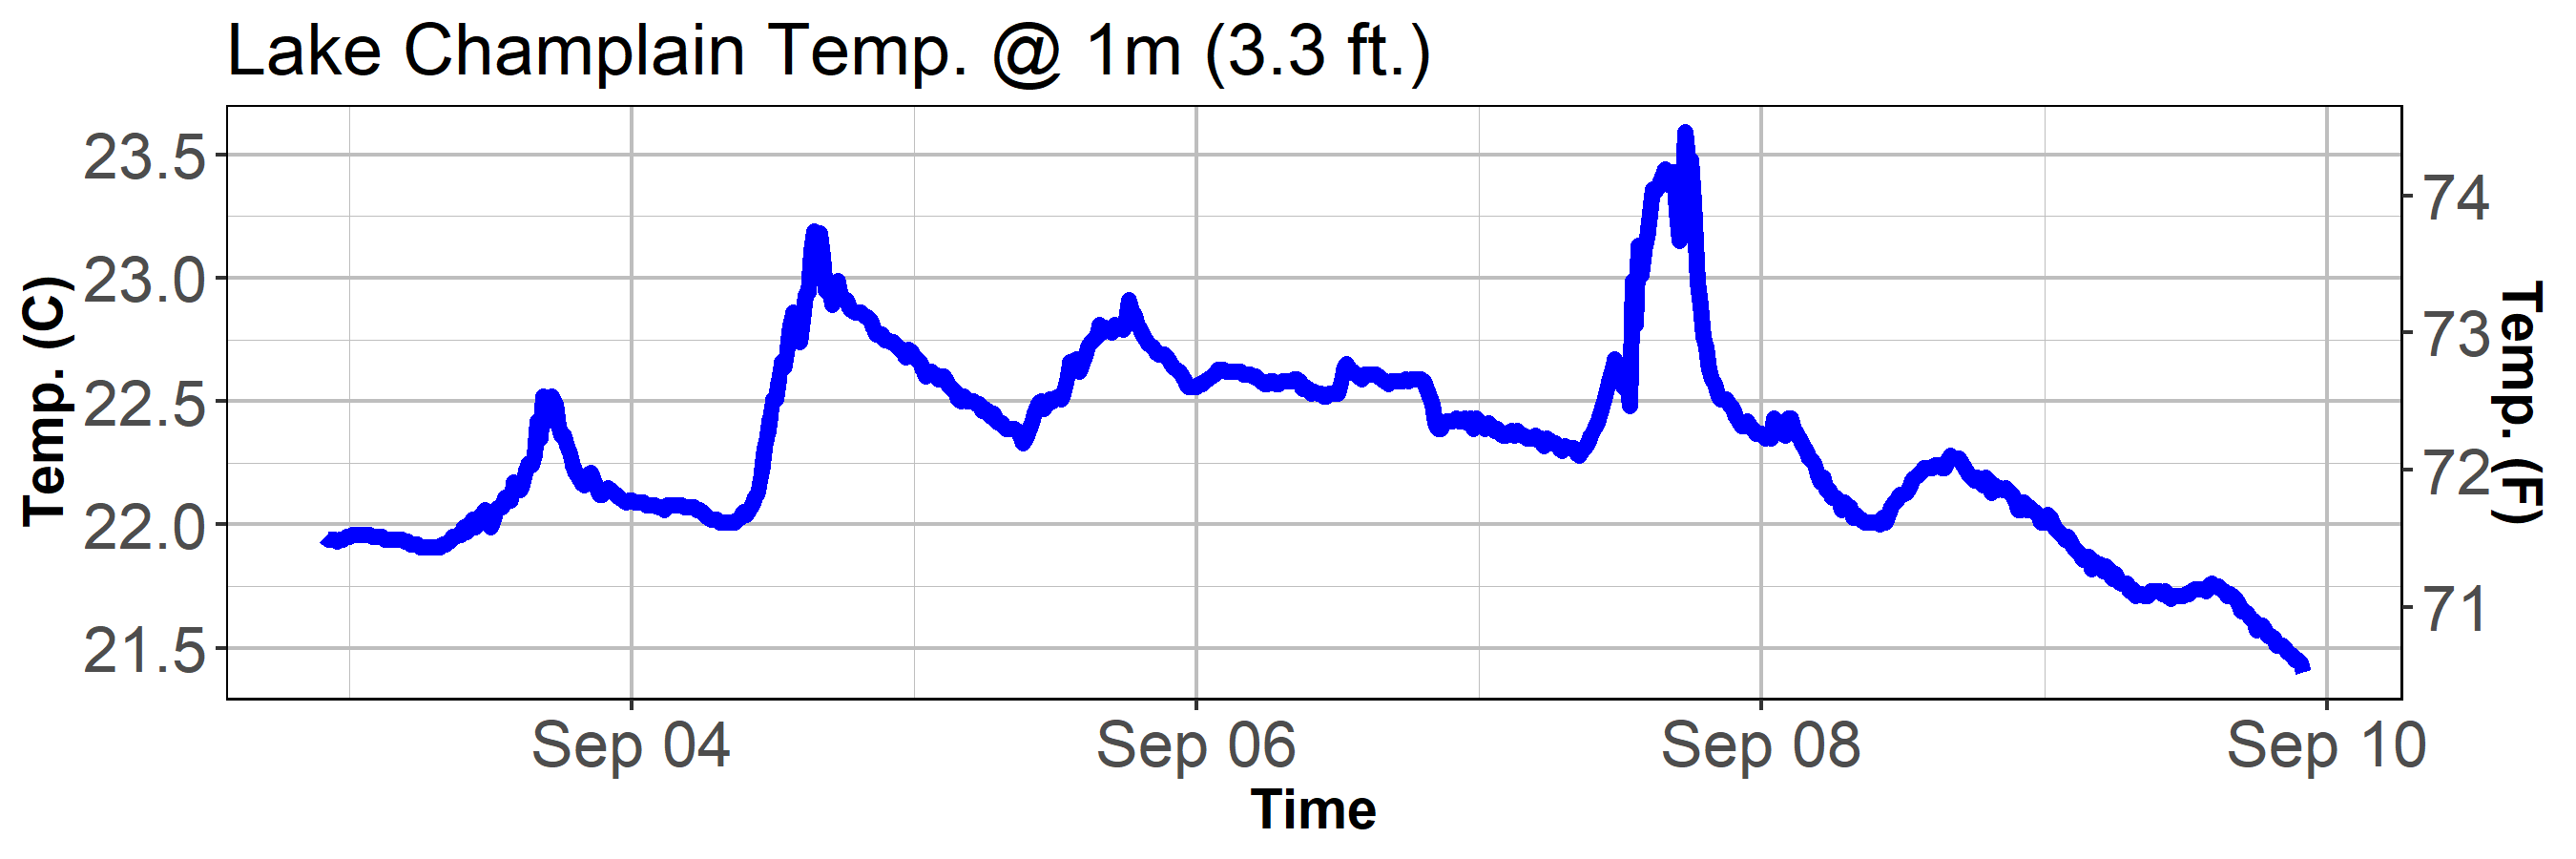 Lake Champlain Temp. @ 1m (3.3 ft.)
23.5
23.0
22.5
22.0
21.5
Temp. (C)
74
73
72
71
Temp. (F)
Sep 04 Sep 06 Sep 08 Sep 10
Time